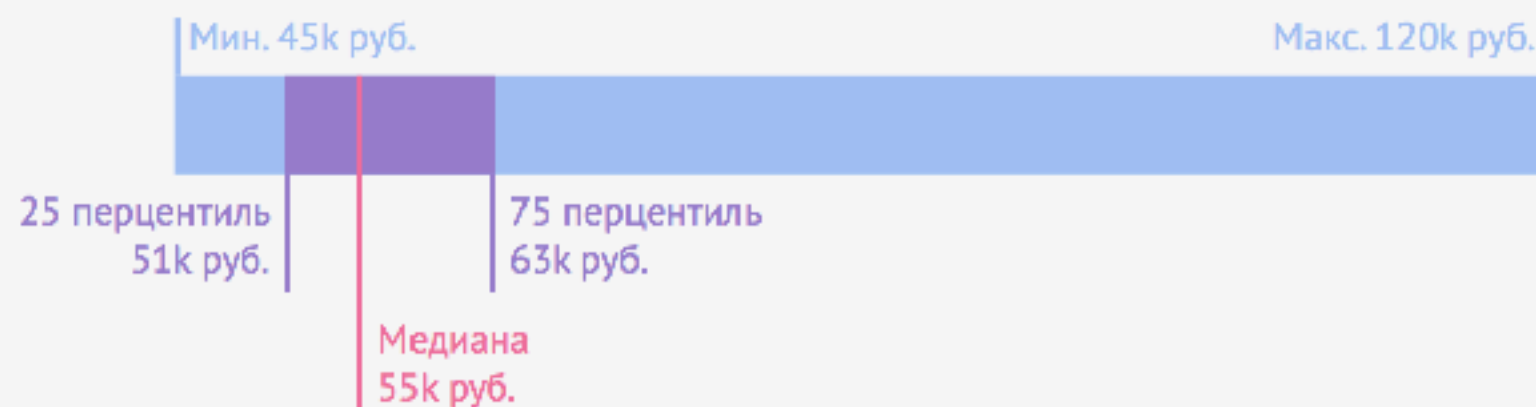 Мин. 45k руб.
Макс. 120k руб.
25 перцентиль
51k руб.
75 перцентиль
63k руб.
Медиана
55k руб.